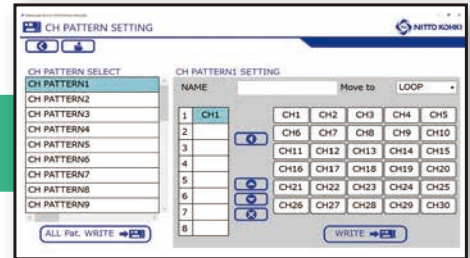 CH PATTERN SETTING
NITTO KOHKI
CH PATTERN SELECT
CH PATTERN1
CH PATTERN2
CH PATTERN3
CH PATTERN4
CH PATTERN5
CH PATTERN6
CH PATTERN7
CH PATTERN8
CH PATTERN9
ALL Pat. WRITE
CH PATTERN1 SETTING
NAME Move to LOOP
1 CH1
2
3
4
5
6
7
8
CH1 CH2 CH3 CH4 CH5
CH6 CH7 CH8 CH9 CH10
CH11 CH12 CH13 CH14 CH15
CH16 CH17 CH18 CH19 CH20
CH21 CH22 CH23 CH24 CH25
CH26 CH27 CH28 CH29 CH30
WRITE